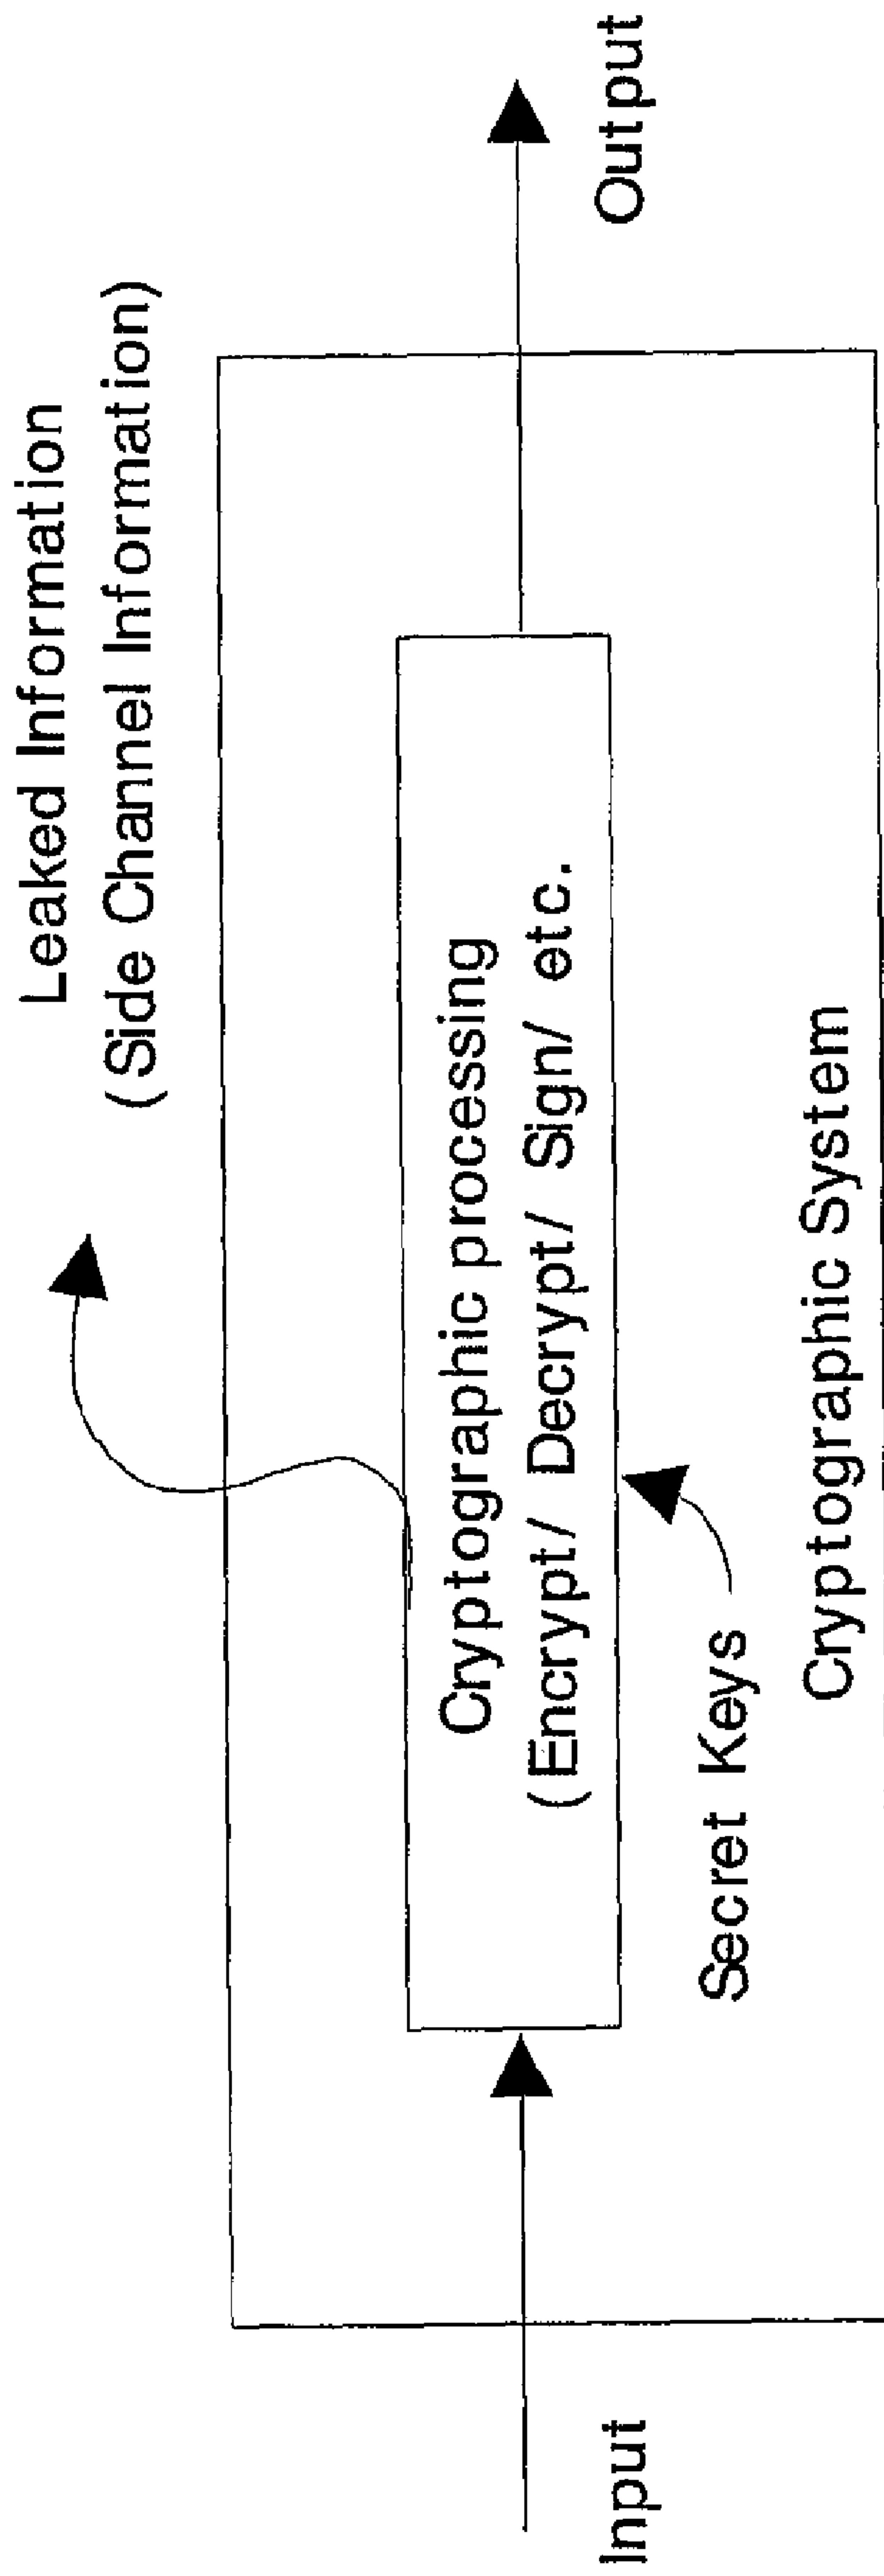 Leaked Information
(Side Channel Information)
Cryptographic processing
(Encrypt/ Decrypt/ Sign/ etc.
Secret Keys
Cryptographic System
Input
Output